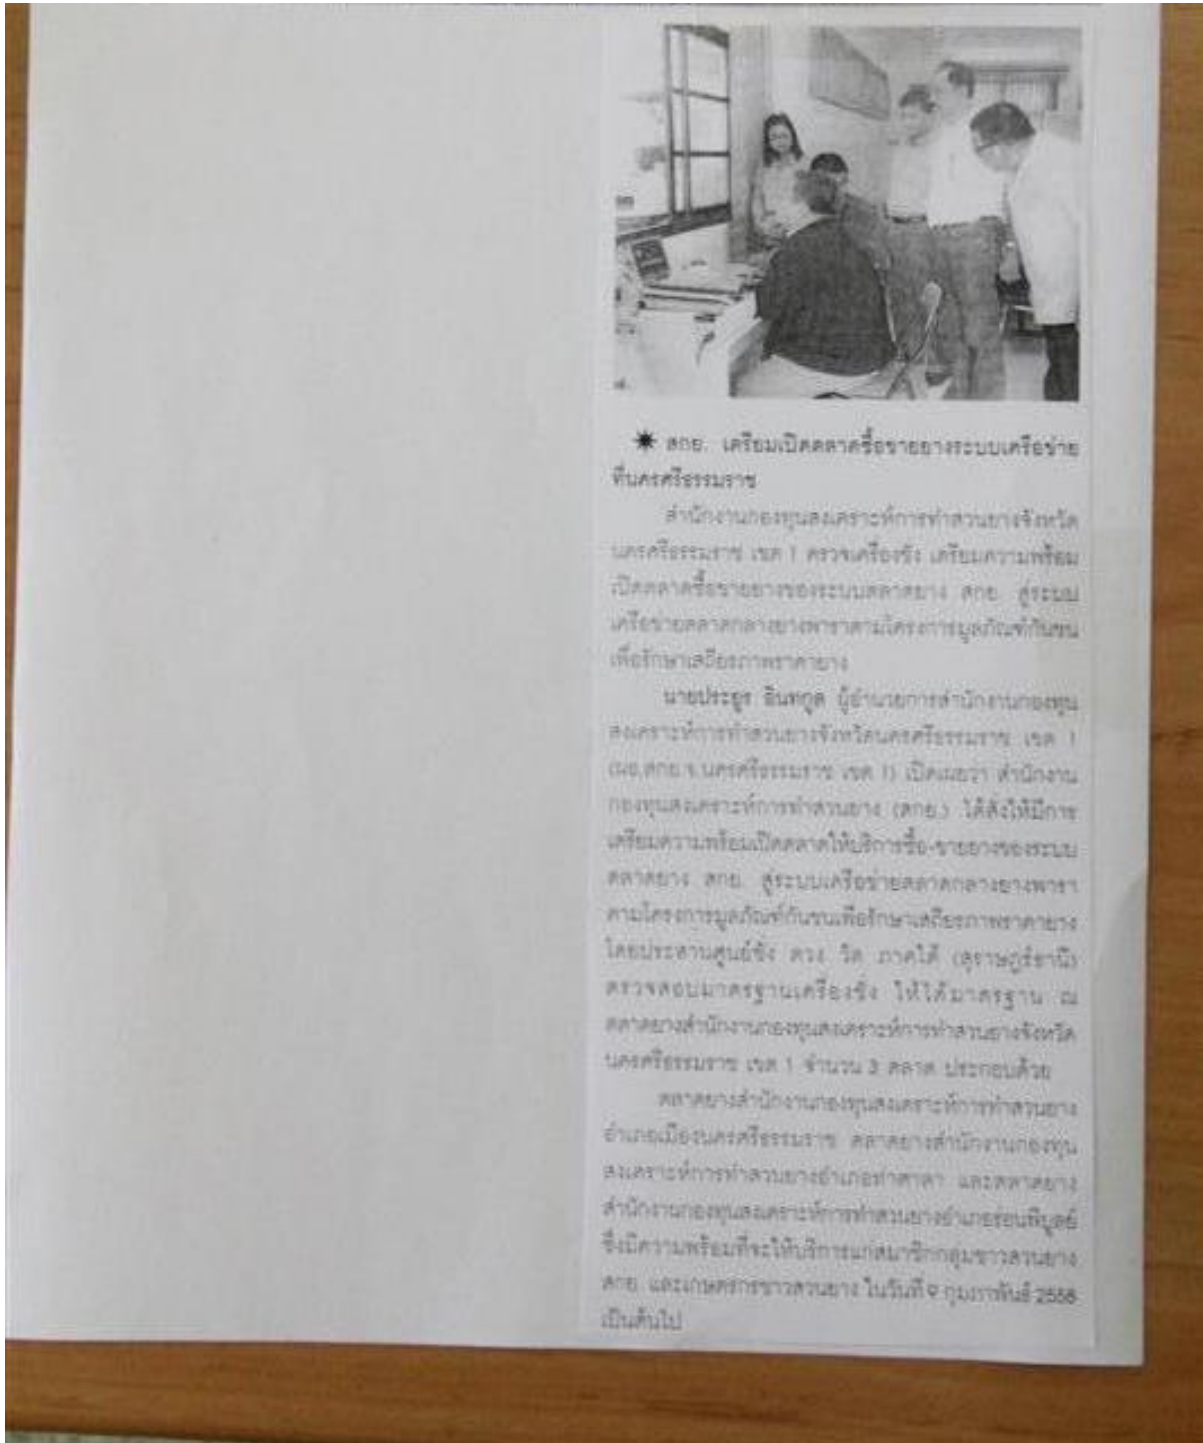 ✷ สกย. เตรียมเปิดตลาดซื้อขายยางระบบเครือข่าย
ที่นครศรีธรรมราช
สำนักงานกองทุนสงเคราะห์การทำสวนยางจังหวัด
นครศรีธรรมราช เขต 1 ตรวจเครื่องชั่ง เตรียมความพร้อม
เปิดตลาดซื้อขายยางของระบบตลาดยาง สกย. สู่ระบบ
เครือข่ายตลาดกลางยางพาราตามโครงการมูลภัณฑ์กันชน
เพื่อรักษาเสถียรภาพราคายาง
นายประยูร อินทกูล ผู้อำนวยการสำนักงานกองทุน
สงเคราะห์การทำสวนยางจังหวัดนครศรีธรรมราช เขต 1
(ผอ.สกย.จ.นครศรีธรรมราช เขต 1) เปิดเผยว่า สำนักงาน
กองทุนสงเคราะห์การทำสวนยาง (สกย.) ได้สั่งให้มีการ
เตรียมความพร้อมเปิดตลาดให้บริการซื้อ-ขายยางของระบบ
ตลาดยาง สกย. สู่ระบบเครือข่ายตลาดกลางยางพารา
ตามโครงการมูลภัณฑ์กันชนเพื่อรักษาเสถียรภาพราคายาง
โดยประสานศูนย์ชั่ง ตวง วัด ภาคใต้ (สุราษฎร์ธานี)
ตรวจสอบมาตรฐานเครื่องชั่ง ให้ได้มาตรฐาน ณ
ตลาดยางสำนักงานกองทุนสงเคราะห์การทำสวนยางจังหวัด
นครศรีธรรมราช เขต 1 จำนวน 3 ตลาด ประกอบด้วย
ตลาดยางสำนักงานกองทุนสงเคราะห์การทำสวนยาง
อำเภอเมืองนครศรีธรรมราช ตลาดยางสำนักงานกองทุน
สงเคราะห์การทำสวนยางอำเภอท่าศาลา และตลาดยาง
สำนักงานกองทุนสงเคราะห์การทำสวนยางอำเภอร่อนพิบูลย์
ซึ่งมีความพร้อมที่จะให้บริการแก่สมาชิกกลุ่มชาวสวนยาง
สกย. และเกษตรกรชาวสวนยาง ในวันที่ 9 กุมภาพันธ์ 2558
เป็นต้นไป